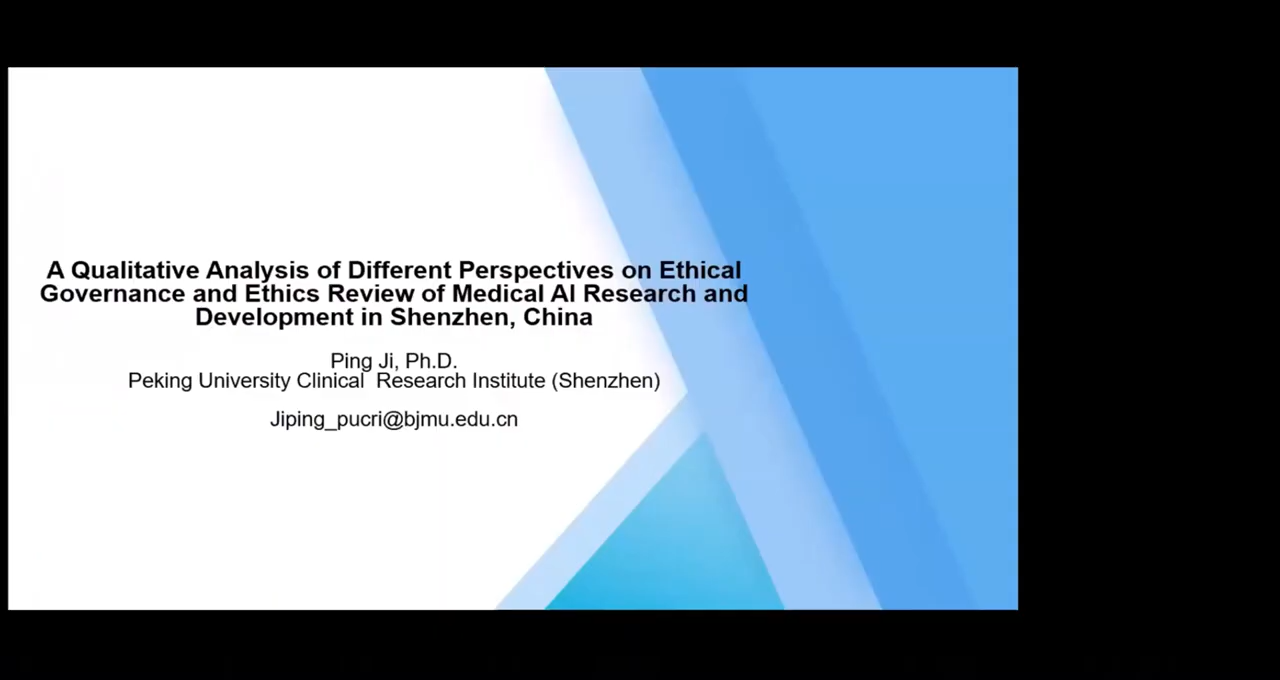 A Qualitative Analysis of Different Perspectives on Ethical
Governance and Ethics Review of Medical AI Research and
Development in Shenzhen, China
Ping Ji, Ph.D.
Peking University Clinical  Research Institute (Shenzhen)
Jiping_pucri@bjmu.edu.cn